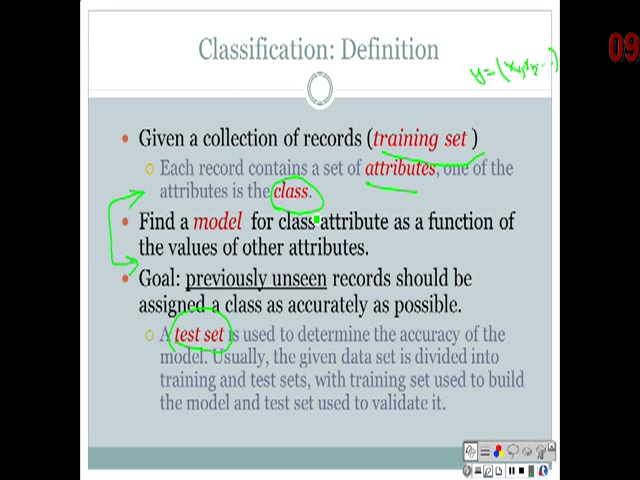 Classification: Definition
09
• Given a collection of records (training set )
Each record contains a set of attributes, one of the
attributes is the class.
• Find a model for class attribute as a function of
the values of other attributes.
• Goal: previously unseen records should be
assigned a class as accurately as possible.
A test set is used to determine the accuracy of the
model. Usually, the given data set is divided into
training and test sets, with training set used to build
the model and test set used to validate it.